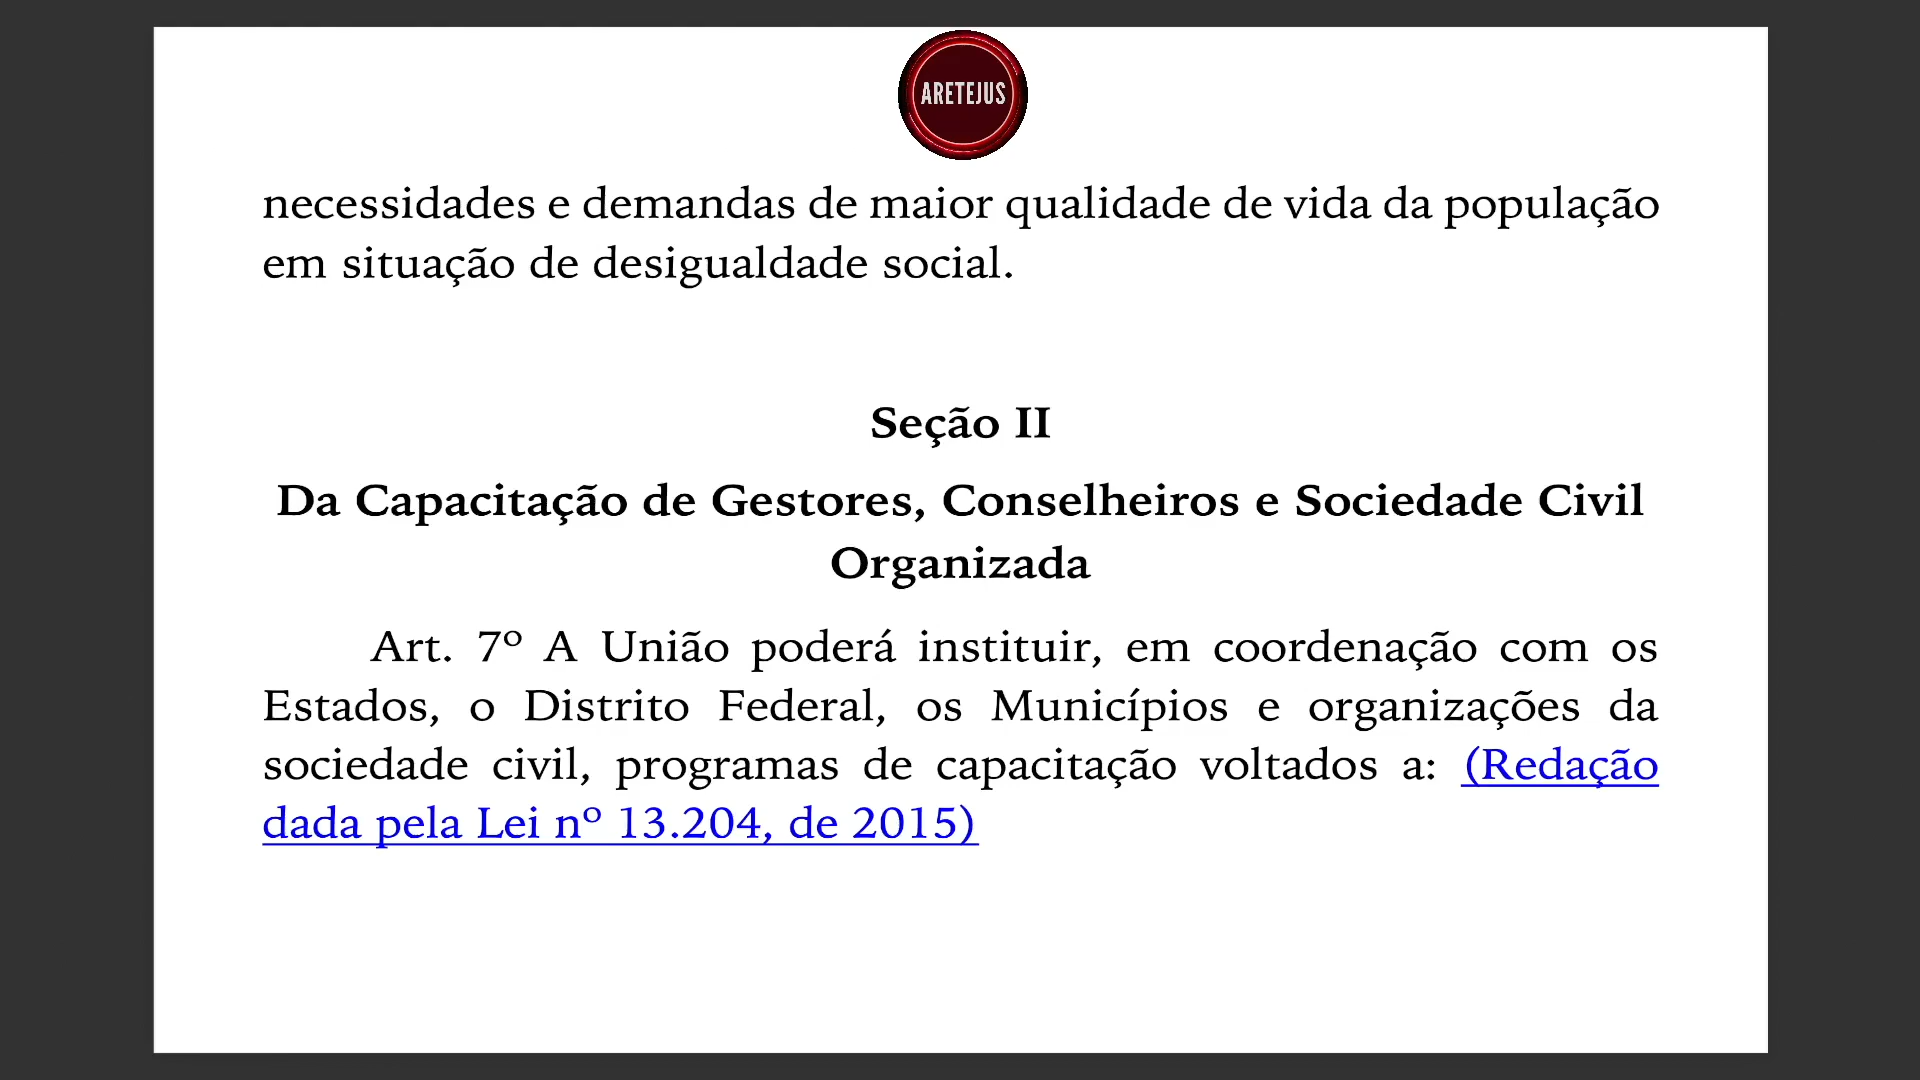 ARETEJUS
necessidades e demandas de maior qualidade de vida da população
em situação de desigualdade social.
Seção II
Da Capacitação de Gestores, Conselheiros e Sociedade Civil
Organizada
Art. 7º A União poderá instituir, em coordenação com os
Estados, o Distrito Federal, os Municípios e organizações da
sociedade civil, programas de capacitação voltados a: (Redação
dada pela Lei nº 13.204, de 2015)